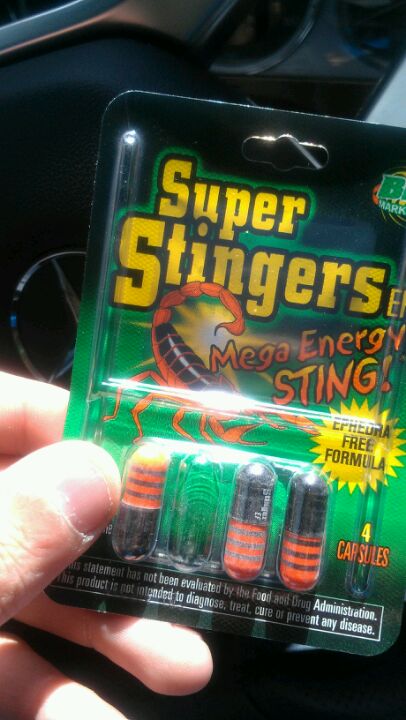 Super
Stingers
Mega Energy
STING!
EPHEDRA
FREE
FORMULA
4
CAPSULES
This statement has not been evaluated by the Food and Drug Administration.
This product is not intended to diagnose, treat, cure or prevent any disease.